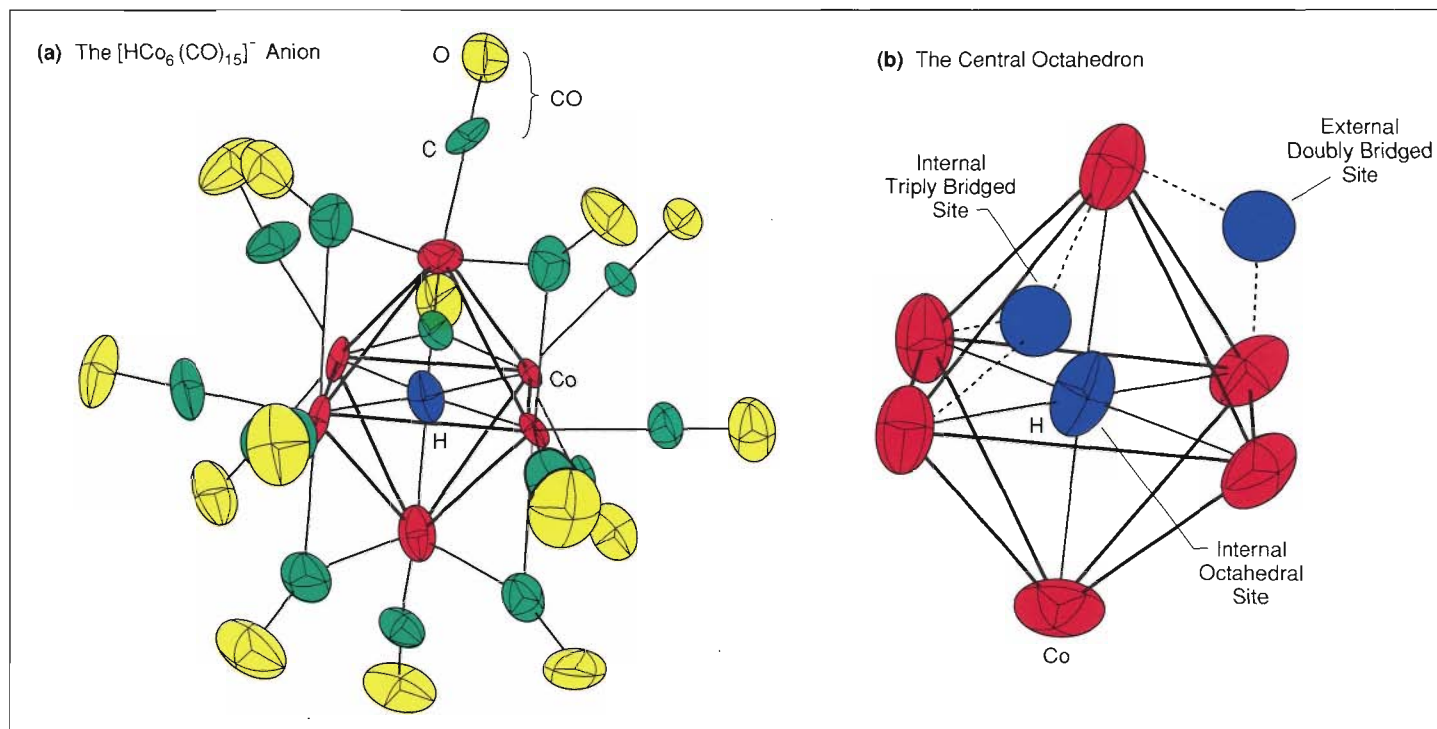 (a) The [HCo₆(CO)₁₅]⁻ Anion
O
CO
C
Co
H
(b) The Central Octahedron
External
Doubly Bridged
Site
Internal
Triply Bridged
Site
H
Internal
Octahedral
Site
Co